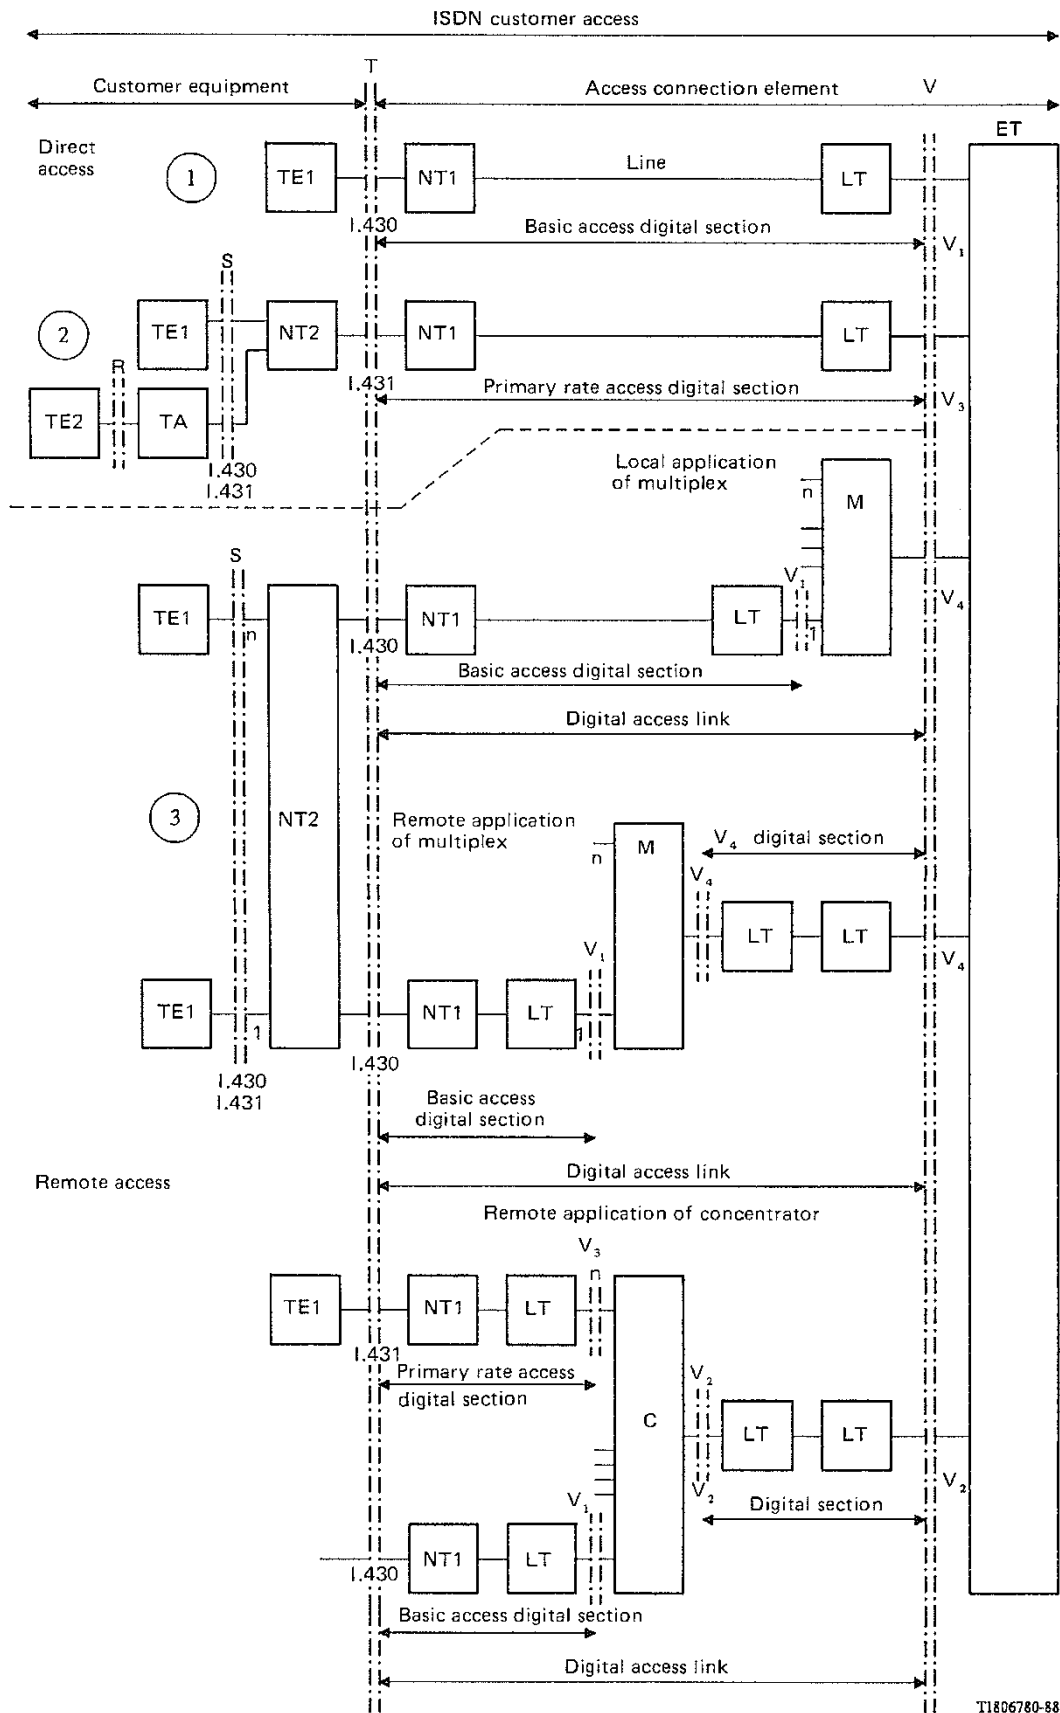 ISDN customer access
T
Customer equipment
Access connection element
V
ET
Direct
access
1
TE1
NT1
Line
LT
I.430
Basic access digital section
V1
S
2
TE1
NT2
NT1
LT
R
I.431
Primary rate access digital section
V3
TE2
TA
I.430
I.431
Local application
of multiplex
n
M
S
V1
V4
TE1
n
NT1
LT
1
I.430
Basic access digital section
Digital access link
3
NT2
Remote application
of multiplex
n
M
V4 digital section
V4
LT
LT
V1
V4
TE1
1
NT1
LT
1
I.430
I.430
I.431
Basic access
digital section
Remote access
Digital access link
Remote application of concentrator
V3
n
TE1
NT1
LT
I.431
Primary rate access
digital section
V2
C
LT
LT
V1
V2
V2
Digital section
I.430
NT1
LT
Basic access digital section
Digital access link
T1806780-88